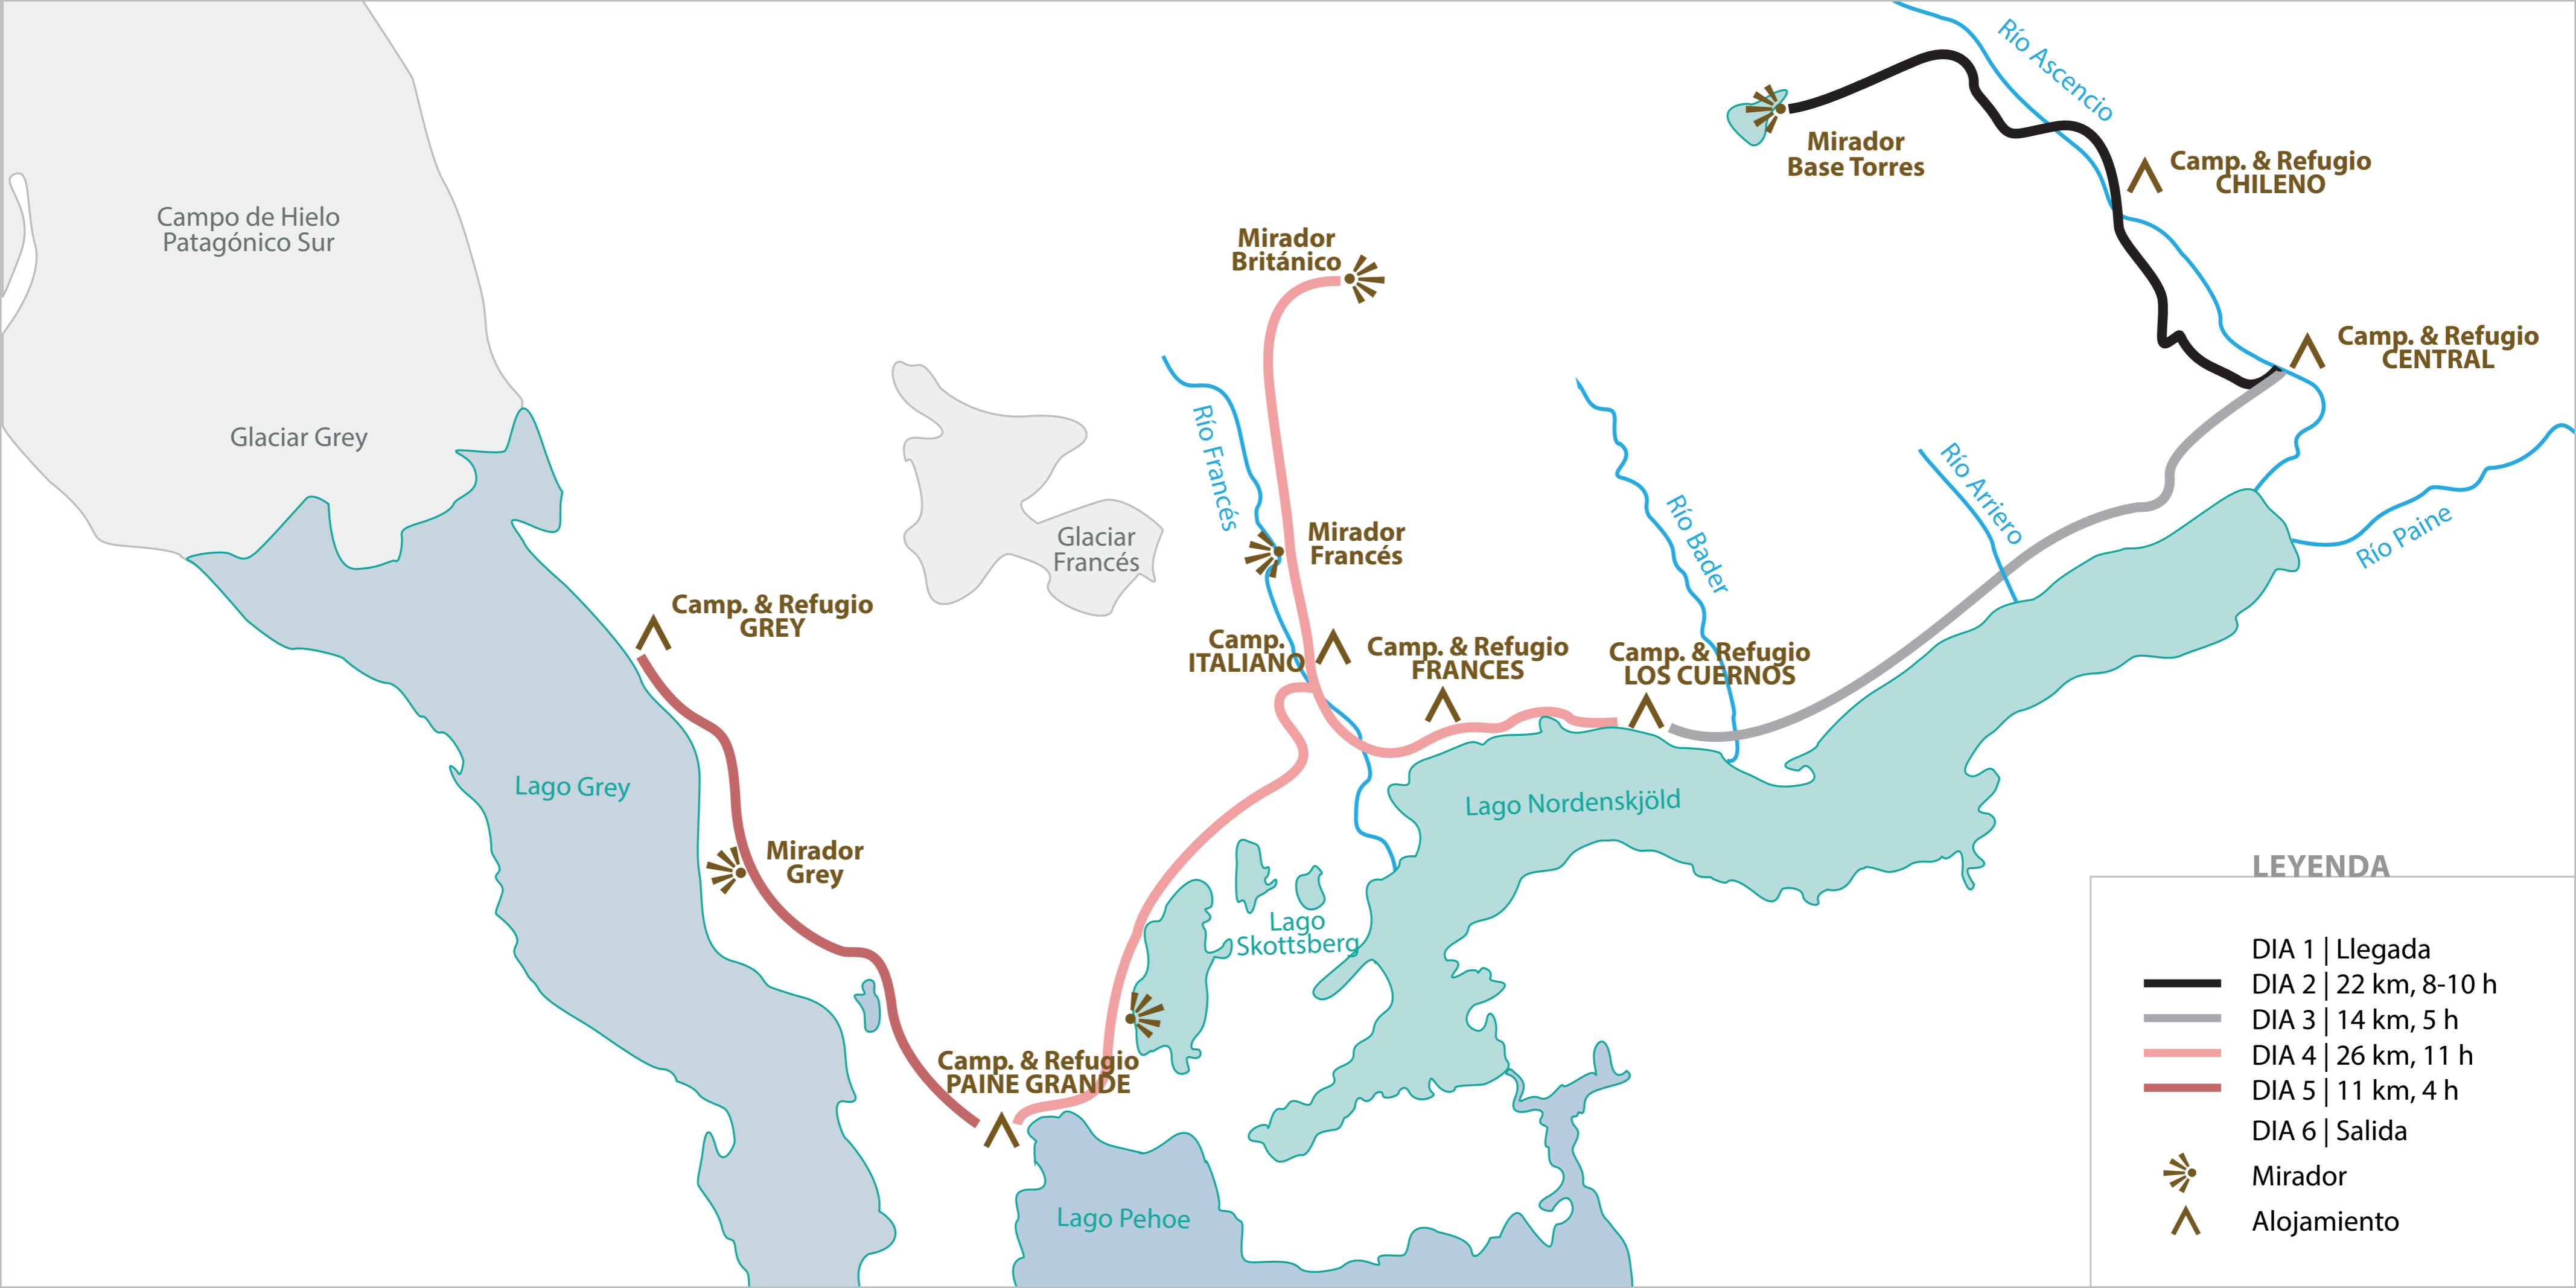 Río Ascencio
Mirador
Base Torres
Camp. & Refugio
CHILENO
Campo de Hielo
Patagónico Sur
Mirador
Británico
Camp. & Refugio
CENTRAL
Glaciar Grey
Río Francés
Río Arriero
Río Bader
Río Paine
Glaciar
Francés
Mirador
Francés
Camp. & Refugio
GREY
Camp.
ITALIANO
Camp. & Refugio
FRANCES
Camp. & Refugio
LOS CUERNOS
Lago Grey
Lago Nordenskjöld
Mirador
Grey
Lago
Skottsberg
Camp. & Refugio
PAINE GRANDE
Lago Pehoe
LEYENDA
DIA 1 | Llegada
DIA 2 | 22 km, 8-10 h
DIA 3 | 14 km, 5 h
DIA 4 | 26 km, 11 h
DIA 5 | 11 km, 4 h
DIA 6 | Salida
Mirador
Alojamiento